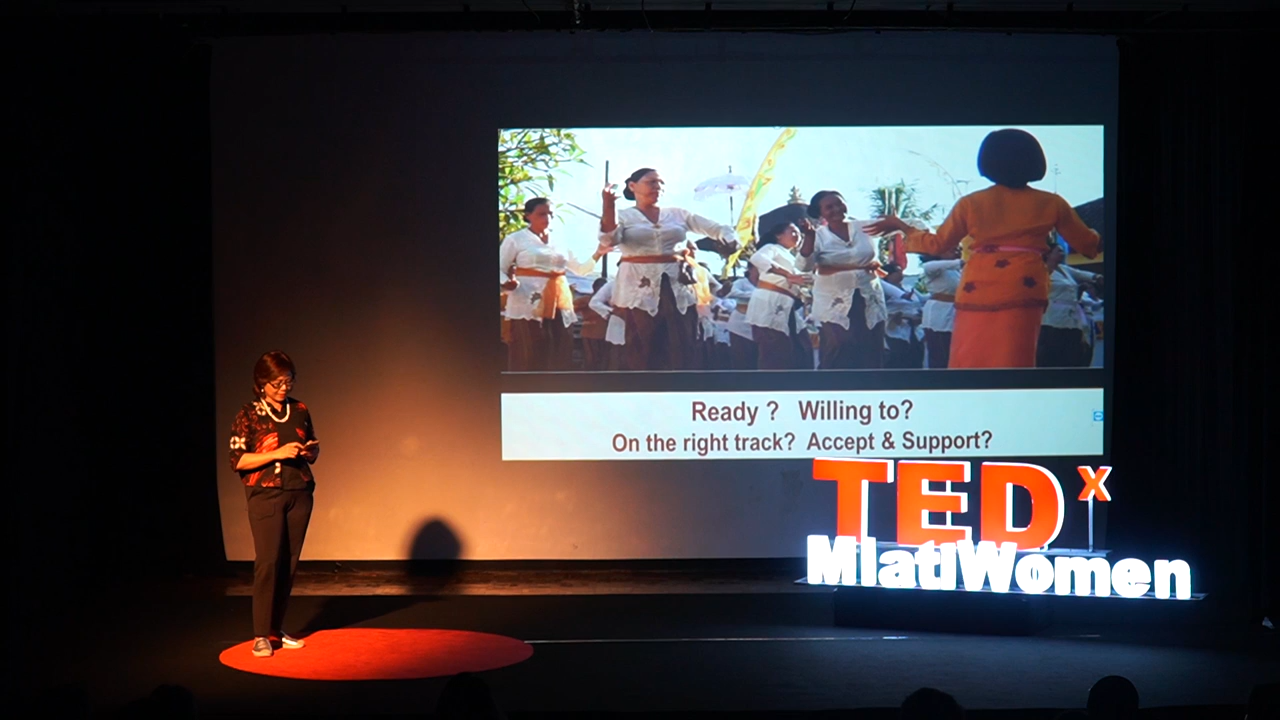 Ready ? Willing to?
On the right track? Accept & Support?
TEDx
MlatiWomen